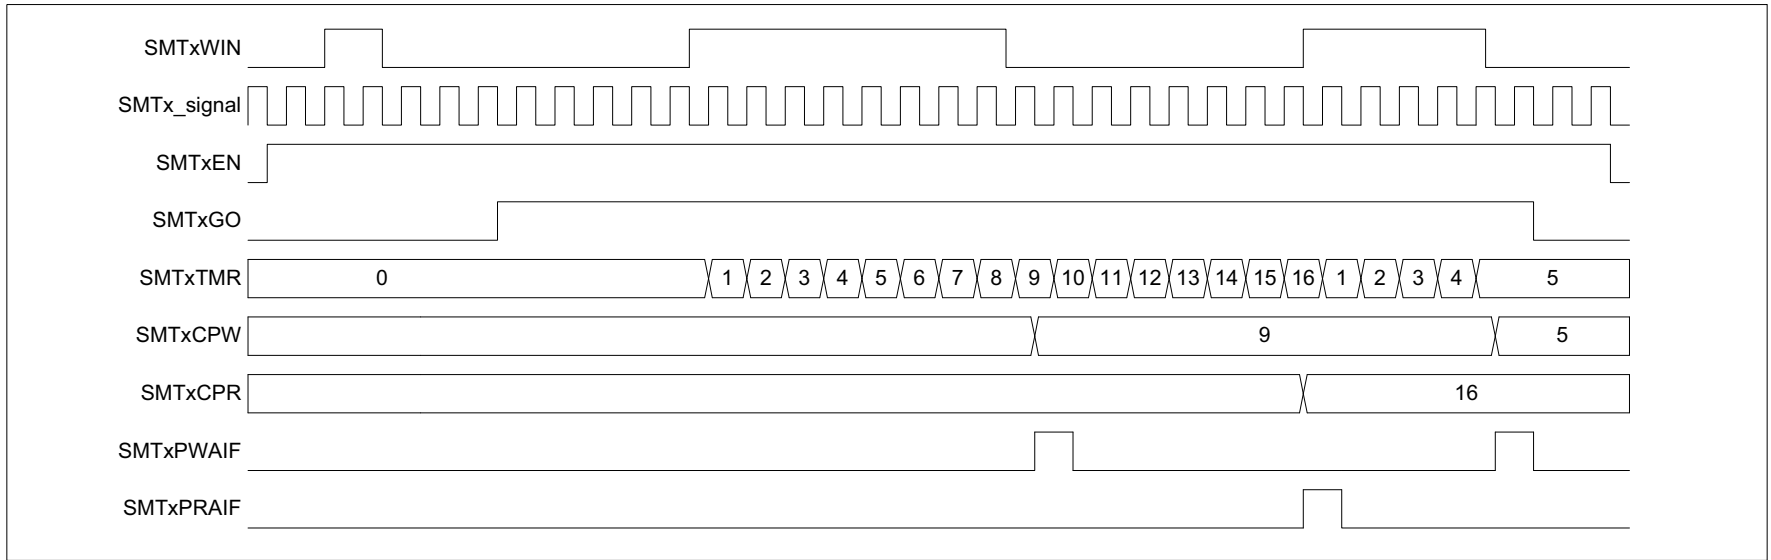 SMTxWIN
SMTx_signal
SMTxEN
SMTxGO
SMTxTMR 0 1 2 3 4 5 6 7 8 9 10 11 12 13 14 15 16 1 2 3 4 5
SMTxCPW 9 5
SMTxCPR 16
SMTxPWAIF
SMTxPRAIF